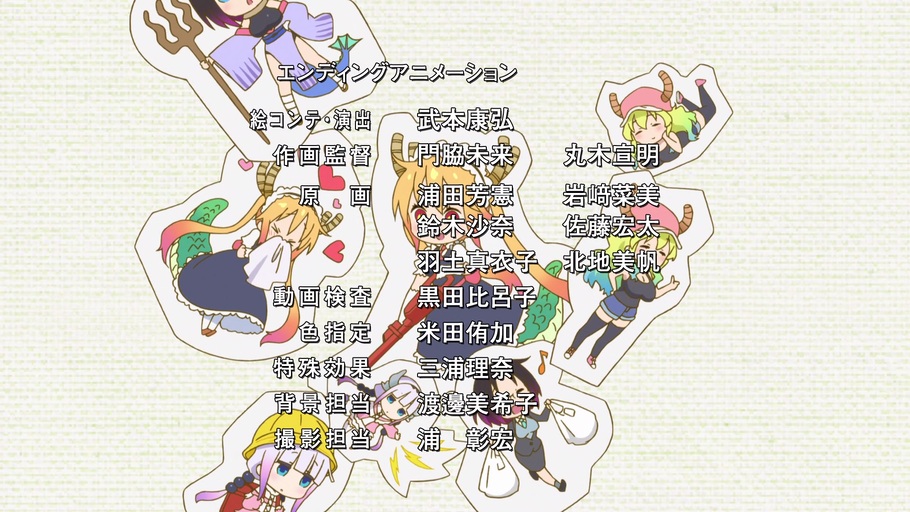 エンディングアニメーション
絵コンテ・演出 武本康弘
作画監督 門脇未来 丸木宣明
原 画 浦田芳憲 岩﨑菜美
鈴木沙奈 佐藤宏太
羽土真衣子 北地美帆
動画検査 黒田比呂子
色指定 米田侑加
特殊効果 三浦理奈
背景担当 渡邊美希子
撮影担当 浦 彰宏